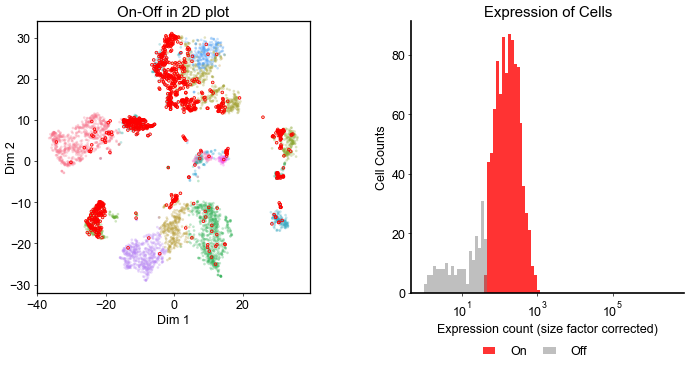 On-Off in 2D plot
30
20
10
0
−10
−20
−30
−40
−20
0
20
Dim 2
Dim 1
Expression of Cells
80
60
40
20
0
10^1
10^3
10^5
Cell Counts
Expression count (size factor corrected)
On Off